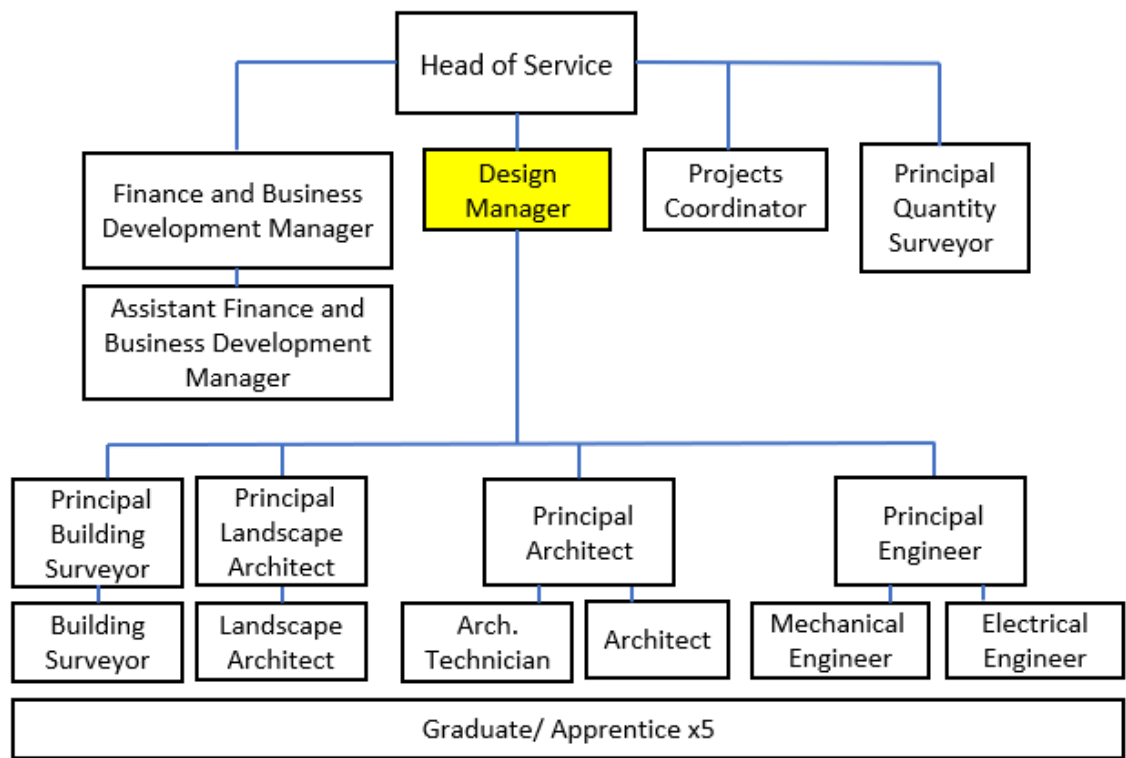 Head of Service
Finance and Business
Development Manager
Design
Manager
Projects
Coordinator
Principal
Quantity
Surveyor
Assistant Finance and
Business Development
Manager
Principal
Building
Surveyor
Principal
Landscape
Architect
Principal
Architect
Principal
Engineer
Building
Surveyor
Landscape
Architect
Arch.
Technician
Architect
Mechanical
Engineer
Electrical
Engineer
Graduate/ Apprentice x5